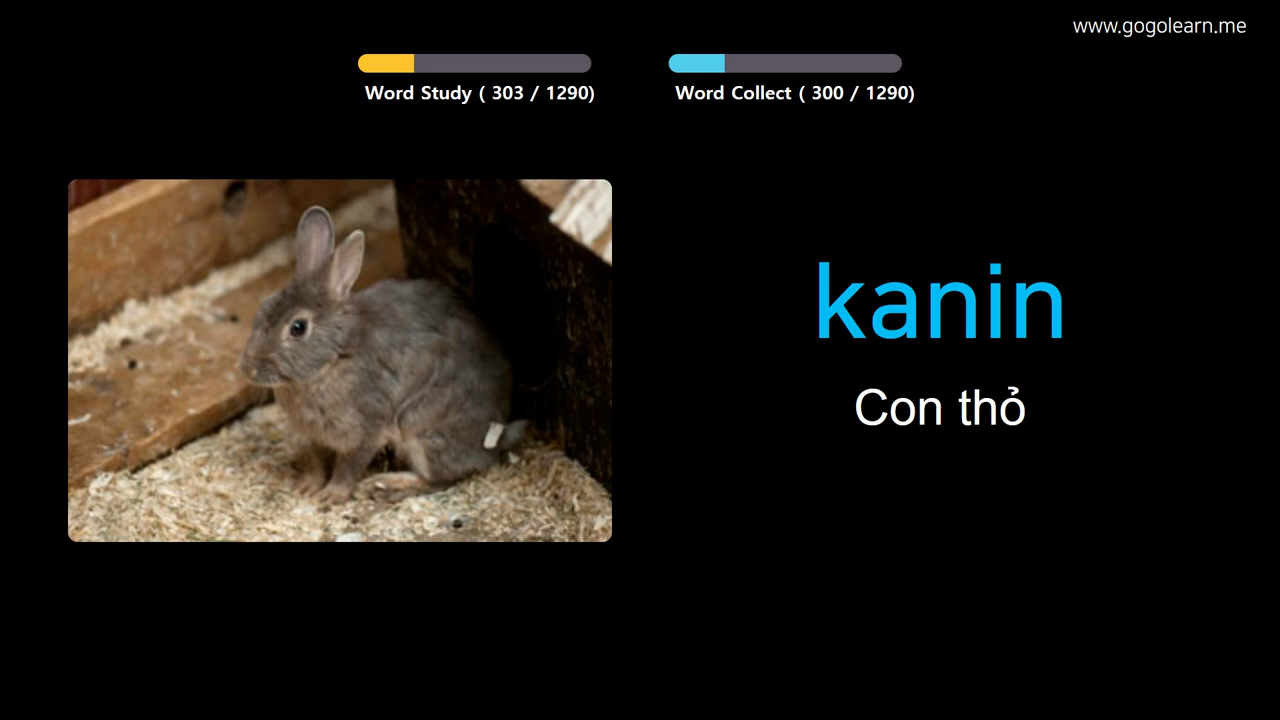 www.gogolearn.me
Word Study ( 303 / 1290)
Word Collect ( 300 / 1290)
kanin
Con thỏ